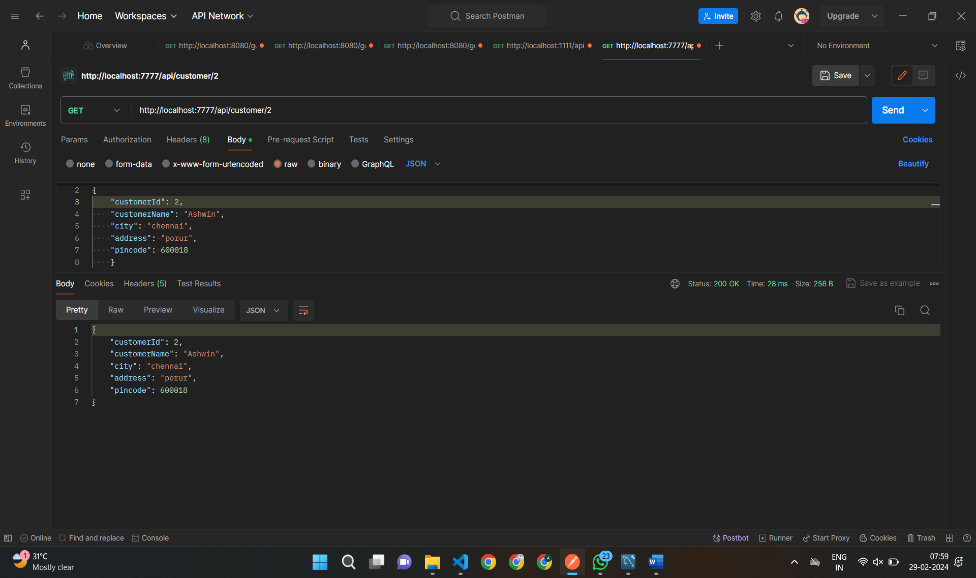 Home Workspaces API Network Search Postman Invite Upgrade
Overview GET http://localhost:8080/g GET http://localhost:8080/g GET http://localhost:8080/g GET http://localhost:1111/api GET http://localhost:7777/ap No Environment
HTTP http://localhost:7777/api/customer/2 Save
Collections
GET http://localhost:7777/api/customer/2 Send
Environments
Params Authorization Headers (8) Body Pre-request Script Tests Settings Cookies
History
none form-data x-www-form-urlencoded raw binary GraphQL JSON Beautify
2 {
3 "customerId": 2,
4 "customerName": "Ashwin",
5 "city": "chennai",
6 "address": "porur",
7 "pincode": 600018
8 }
Body Cookies Headers (5) Test Results Status: 200 OK Time: 28 ms Size: 256 B Save as example
Pretty Raw Preview Visualize JSON
1 {
2 "customerId": 2,
3 "customerName": "Ashwin",
4 "city": "chennai",
5 "address": "porur",
6 "pincode": 600018
7 }
Online Find and replace Console Postbot Runner Start Proxy Cookies Trash
1 31°C
Mostly clear
23
ENG
IN
07:59
29-02-2024